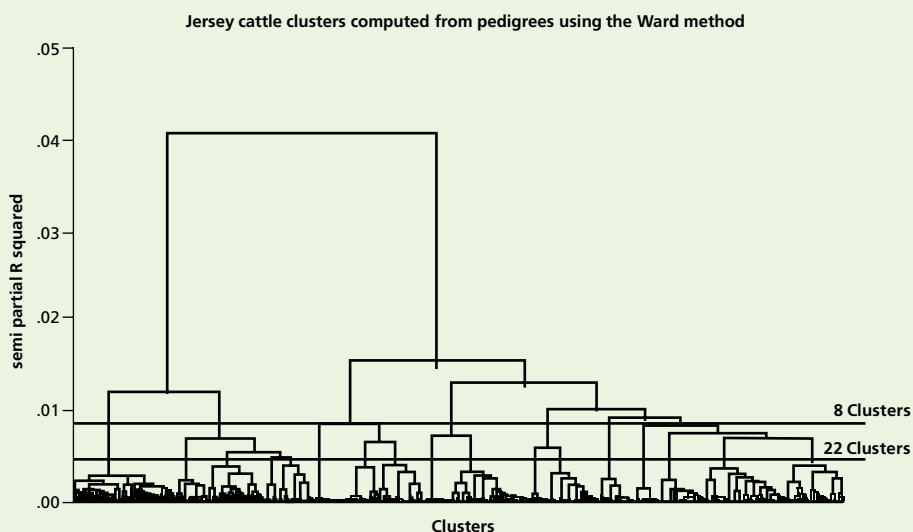 Jersey cattle clusters computed from pedigrees using the Ward method
.05
.04
.03
.02
.01
.00
semi partial R squared
8 Clusters
22 Clusters
Clusters